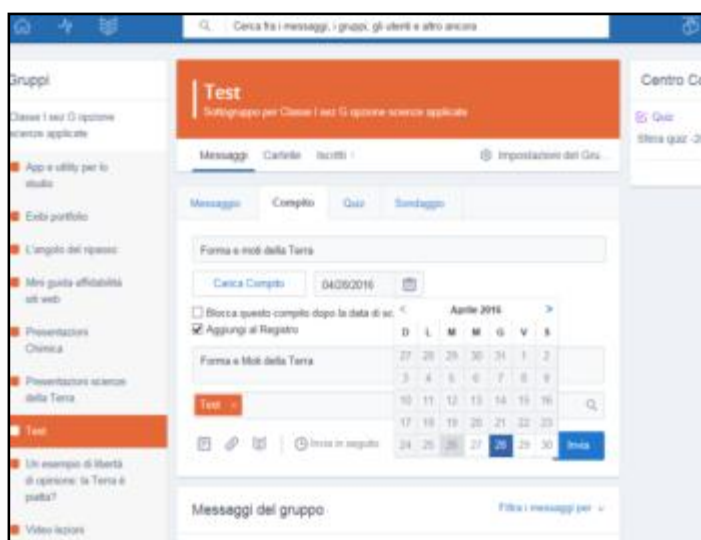 Cerca fra i messaggi, i gruppi, gli utenti e altro ancora
Gruppi
Classe I sez G opzione
scienze applicate
App e utility per lo
studio
Exibi portfolio
L'angolo del ripasso
Mini guida affidabilità
siti web
Presentazioni
Chimica
Presentazioni scienze
della Terra
Test
Un esempio di libertà
di opinione: la Terra è
piatta?
Video lezioni
Test
Sottogruppo per Classe I sez G opzione scienze applicate
Messaggi Cartelle Iscritti Impostazioni del Gru...
Messaggio Compito Quiz Sondaggio
Forma e moti della Terra
Carica Compito 04/28/2016
Blocca questo compito dopo la data di sc
Aggiungi al Registro
Forma e Moti della Terra
Test ×
Invia in seguito
< Aprile 2016 >
D L M M G V S
27 28 29 30 31 1 2
3 4 5 6 7 8 9
10 11 12 13 14 15 16
17 18 19 20 21 22 23
24 25 26 27 28 29 30
Invia
Messaggi del gruppo Filtra i messaggi per
Centro Co
Quiz
Sfera quiz -2